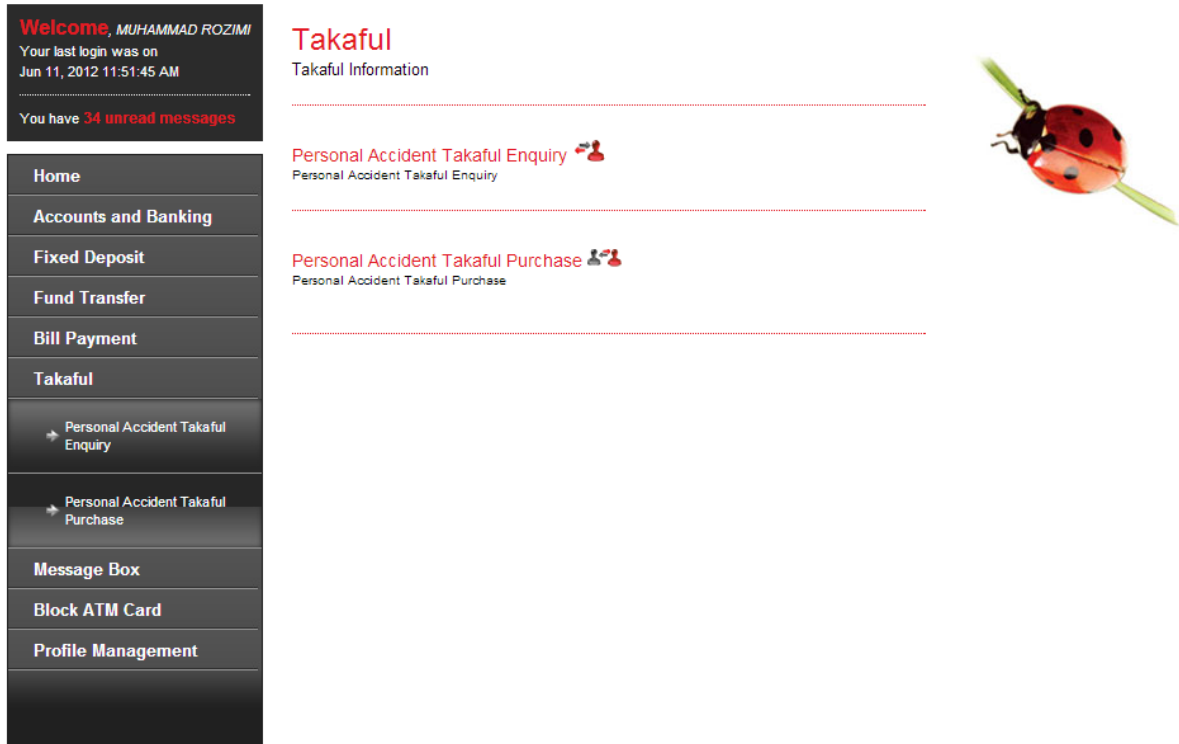 Welcome, MUHAMMAD ROZIMI
Your last login was on
Jun 11, 2012 11:51:45 AM
You have 34 unread messages
Home
Accounts and Banking
Fixed Deposit
Fund Transfer
Bill Payment
Takaful
Personal Accident Takaful
Enquiry
Personal Accident Takaful
Purchase
Message Box
Block ATM Card
Profile Management
Takaful
Takaful Information
Personal Accident Takaful Enquiry
Personal Accident Takaful Enquiry
Personal Accident Takaful Purchase
Personal Accident Takaful Purchase